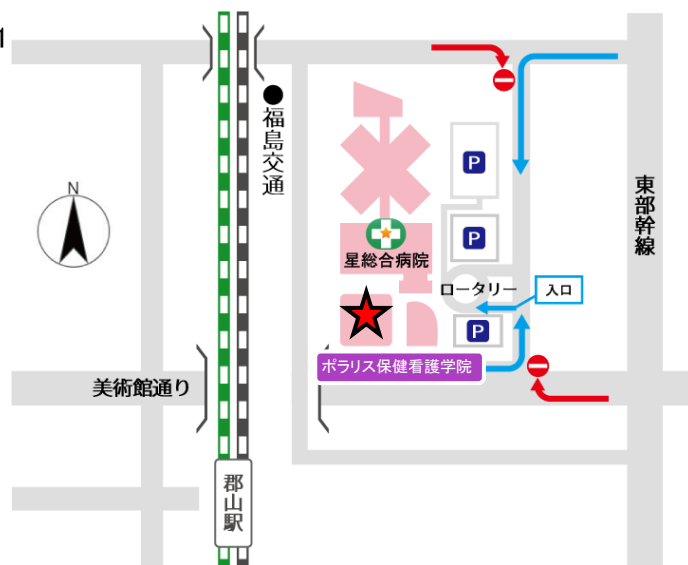 1
福島交通
N
P
東部幹線
P
星総合病院
ロータリー
入口
P
ポラリス保健看護学院
美術館通り
郡山駅